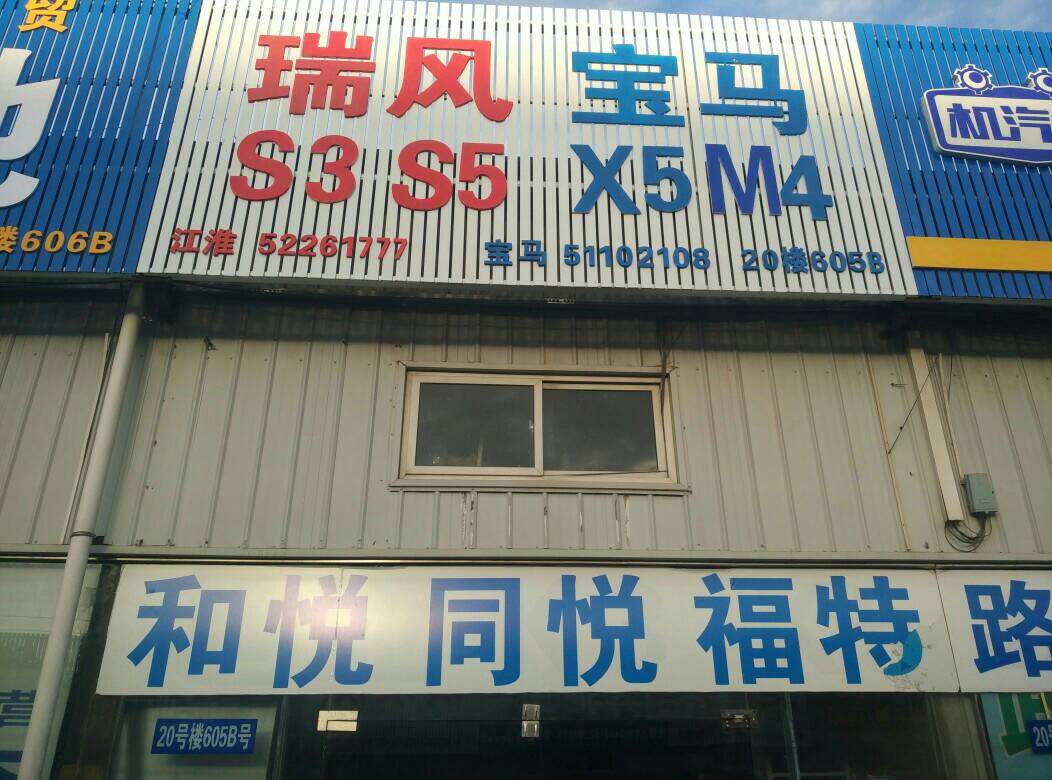 贸
瑞风 宝马
S3 S5 X5 M4
机汽
楼606B
江淮 52261777 宝马 51102108 20楼605B
和悦 同悦 福特 路
20号楼605B号
20